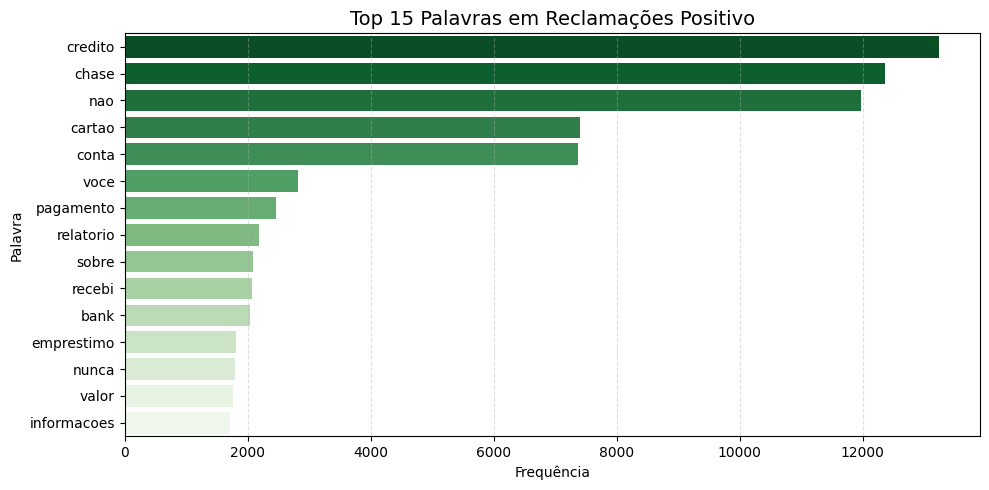 Top 15 Palavras em Reclamações Positivo
Palavra
credito
chase
nao
cartao
conta
voce
pagamento
relatorio
sobre
recebi
bank
emprestimo
nunca
valor
informacoes
0 2000 4000 6000 8000 10000 12000
Frequência